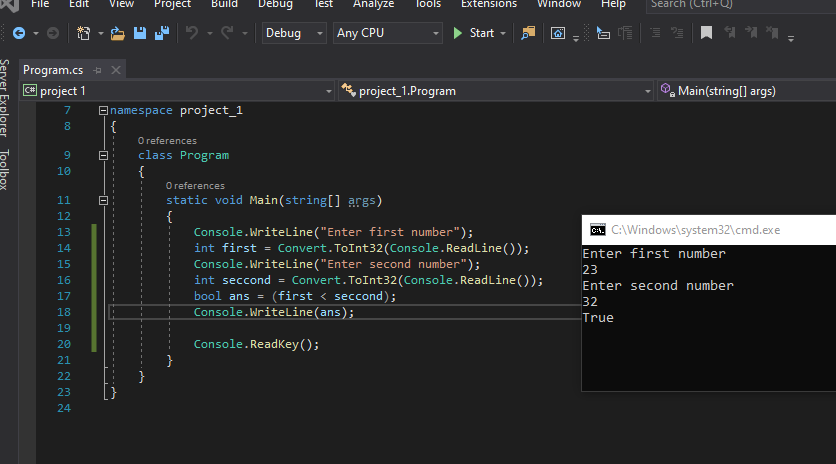 File Edit View Project Build Debug Test Analyze Tools Extensions Window Search (Ctrl+Q)
Debug Any CPU Start
Server Explorer
Toolbox
Program.cs
C# project 1 project_1.Program Main(string[] args)
7 namespace project_1
8 {
0 references
9 class Program
10 {
0 references
11 static void Main(string[] args)
12 {
13 Console.WriteLine("Enter first number");
14 int first = Convert.ToInt32(Console.ReadLine());
15 Console.WriteLine("Enter second number");
16 int seccond = Convert.ToInt32(Console.ReadLine());
17 bool ans = (first < seccond);
18 Console.WriteLine(ans);
19
20 Console.ReadKey();
21 }
22 }
23 }
24
C:\Windows\system32\cmd.exe
Enter first number
23
Enter second number
32
True